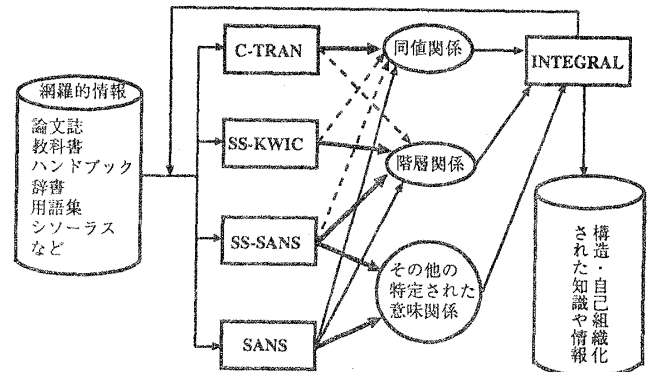 網羅的情報
論文誌
教科書
ハンドブック
辞書
用語集
シソーラス
など
C-TRAN
SS-KWIC
SS-SANS
SANS
同値関係
階層関係
その他の
特定された
意味関係
INTEGRAL
構造・自己組織化
された知識や情報